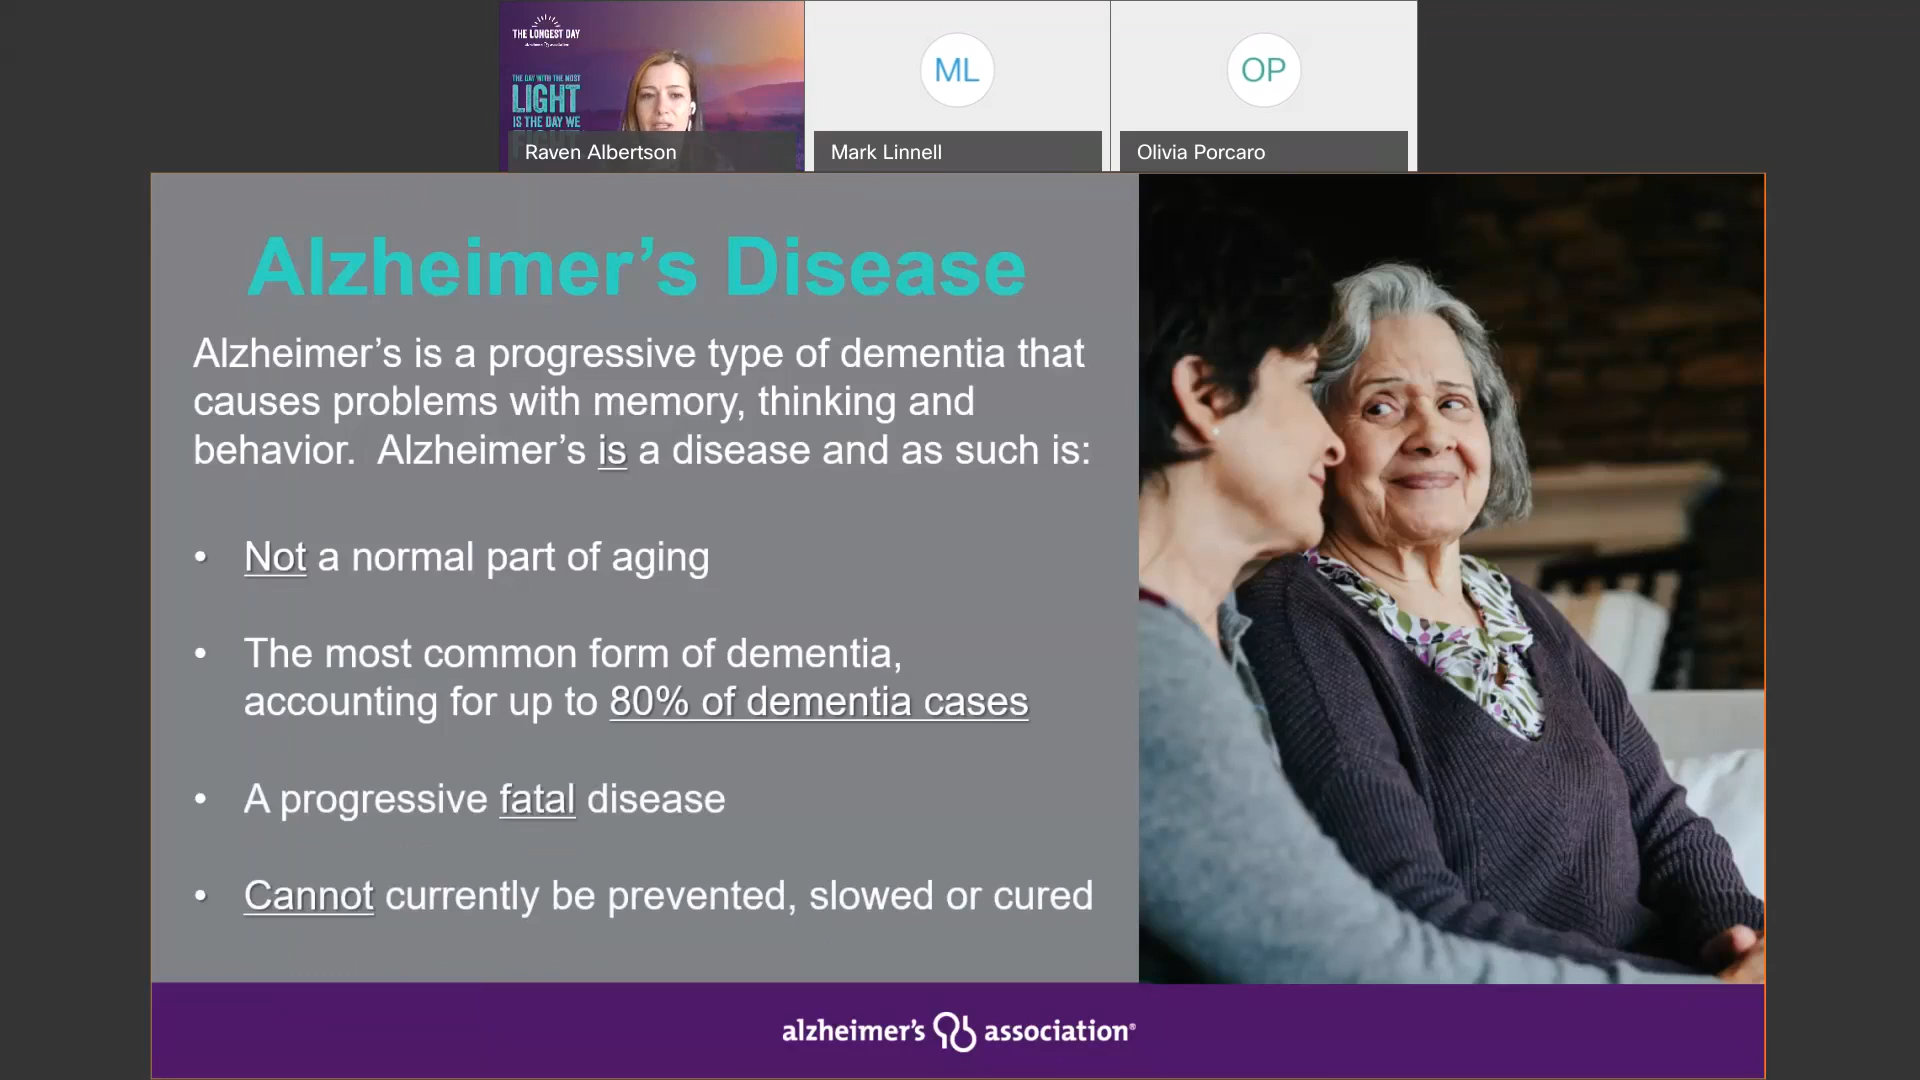 THE LONGEST DAY
alzheimer's association
THE DAY WITH THE MOST
LIGHT
IS THE DAY WE
FIGHT
Raven Albertson
ML
Mark Linnell
OP
Olivia Porcaro
Alzheimer’s Disease
Alzheimer’s is a progressive type of dementia that
causes problems with memory, thinking and
behavior.  Alzheimer’s is a disease and as such is:
• Not a normal part of aging
• The most common form of dementia,
accounting for up to 80% of dementia cases
• A progressive fatal disease
• Cannot currently be prevented, slowed or cured
alzheimer’s association®